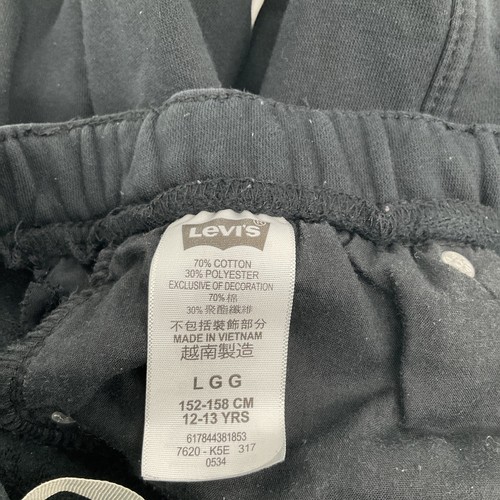 Levi's
70% COTTON
30% POLYESTER
EXCLUSIVE OF DECORATION
70% 棉
30% 聚酯纖維
不包括裝飾部分
MADE IN VIETNAM
越南製造
L G G
152-158 CM
12-13 YRS
617844381853
7620 - K5E 317
0534